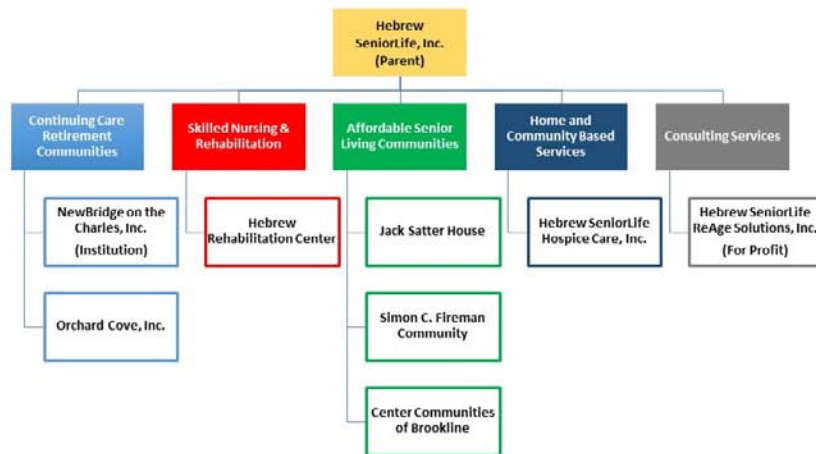 Hebrew
SeniorLife, Inc.
(Parent)
Continuing Care
Retirement
Communities
Skilled Nursing &
Rehabilitation
Affordable Senior
Living Communities
Home and
Community Based
Services
Consulting Services
NewBridge on the
Charles, Inc.
(Institution)
Hebrew
Rehabilitation Center
Jack Satter House
Hebrew SeniorLife
Hospice Care, Inc.
Hebrew SeniorLife
ReAge Solutions, Inc.
(For Profit)
Orchard Cove, Inc.
Simon C. Fireman
Community
Center Communities
of Brookline